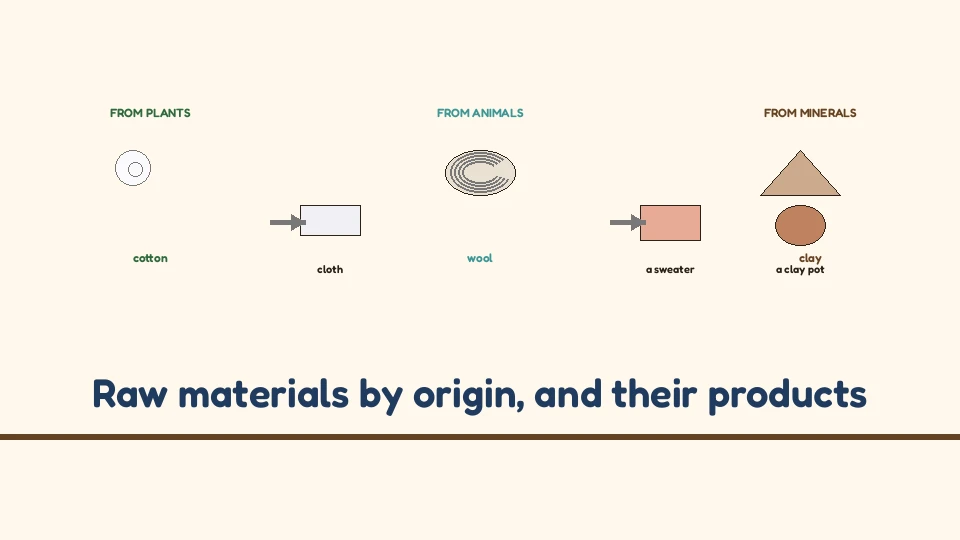 FROM PLANTS
FROM ANIMALS
FROM MINERALS
cotton
cloth
wool
a sweater
clay
a clay pot
Raw materials by origin, and their products